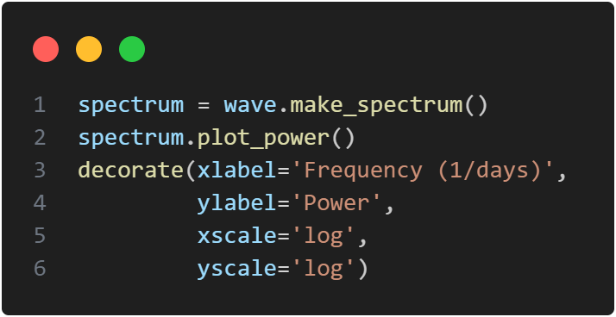 1 spectrum = wave.make_spectrum()
2 spectrum.plot_power()
3 decorate(xlabel='Frequency (1/days)',
4          ylabel='Power',
5          xscale='log',
6          yscale='log')